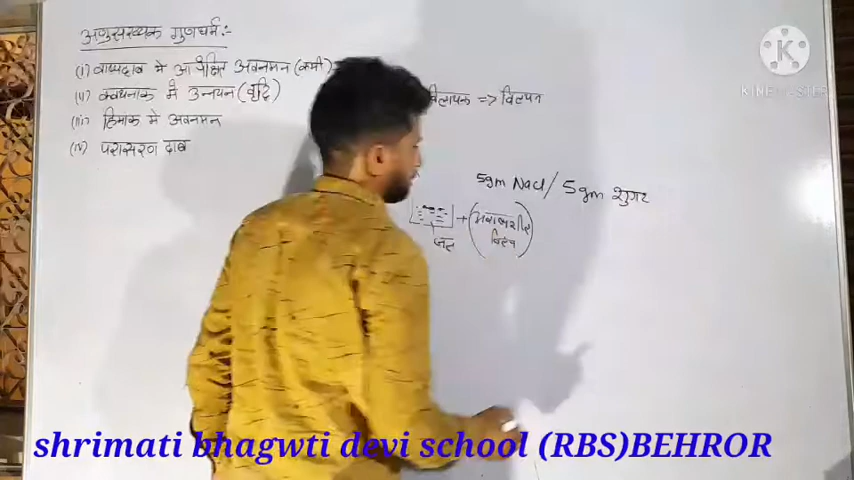 अणुसंख्यक गुणधर्म:-
(i) वाष्पदाब मे आपेक्षित अवनमन (कमी)
(ii) क्वथनाक मै उन्नयन (वृद्धि)
(iii) हिमांक मे अवनमन
(iv) परासरण दाब
विलायक => विलयन
5gm Nacl / 5gm शुगर
+ (अवाष्पशील
विलेय)
जल
K
KINEMASTER
shrimati bhagwti devi school (RBS)BEHROR